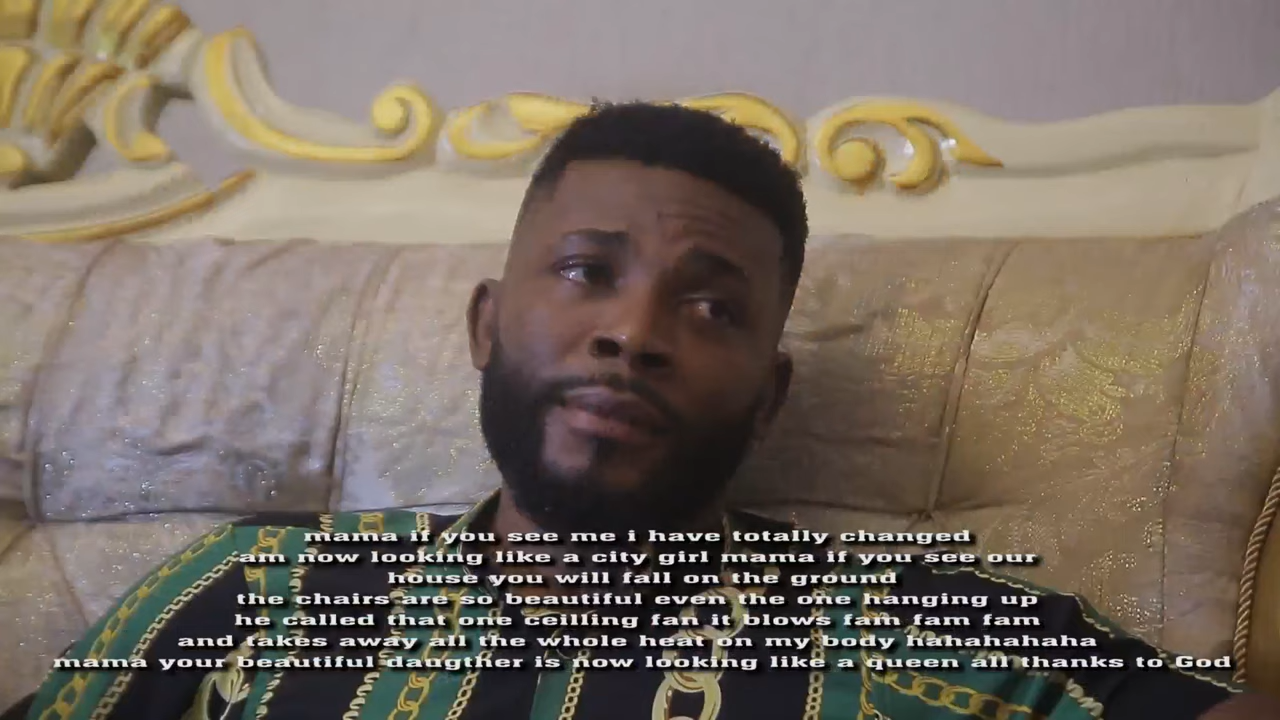 mama if you see me i have totally changed
am now looking like a city girl mama if you see our
house you will fall on the ground
the chairs are so beautiful even the one hanging up
he called that one ceilling fan it blows fam fam fam
and takes away all the whole heat on my body hahahahaha
mama your beautiful daugther is now looking like a queen all thanks to God